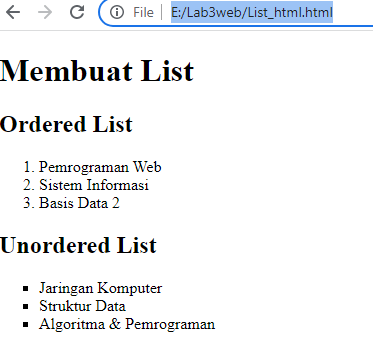 File E:/Lab3web/List_html.html
Membuat List
Ordered List
1. Pemrograman Web
2. Sistem Informasi
3. Basis Data 2
Unordered List
▪ Jaringan Komputer
▪ Struktur Data
▪ Algoritma & Pemrograman